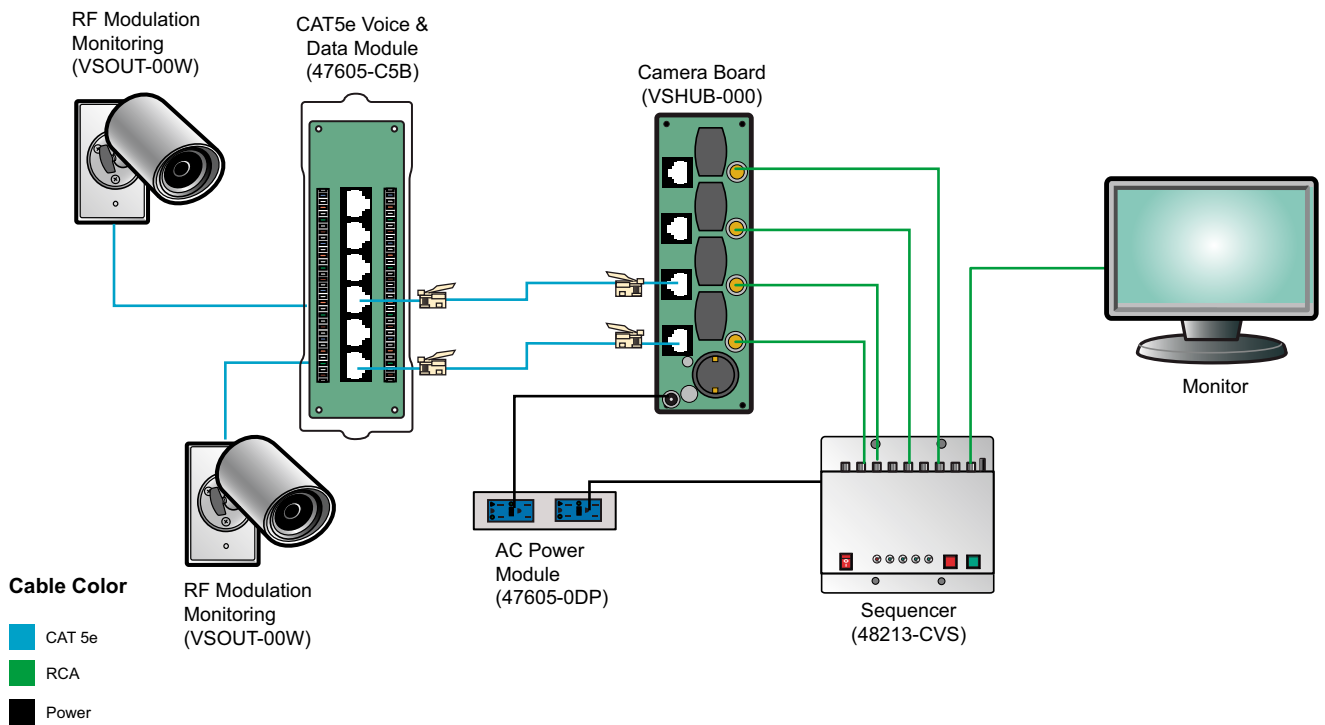 RF Modulation
Monitoring
(VSOUT-00W)
CAT5e Voice &
Data Module
(47605-C5B)
Camera Board
(VSHUB-000)
Monitor
AC Power
Module
(47605-0DP)
Sequencer
(48213-CVS)
RF Modulation
Monitoring
(VSOUT-00W)
Cable Color
CAT 5e
RCA
Power